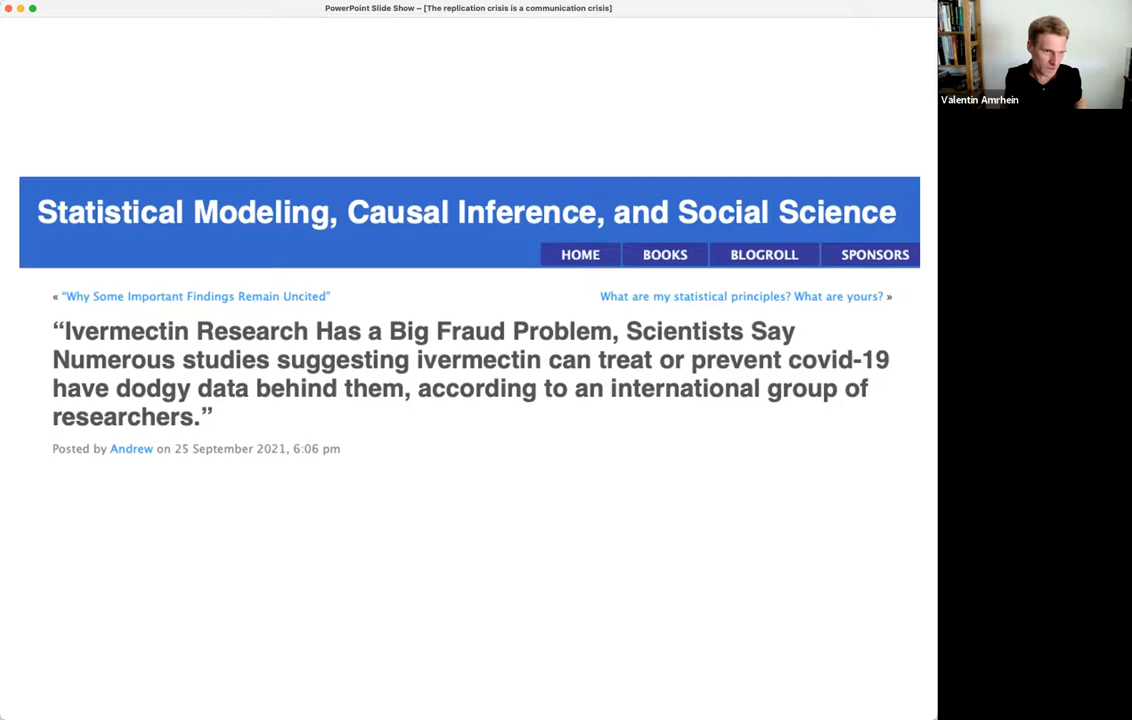 PowerPoint Slide Show – [The replication crisis is a communication crisis]
Valentin Amrhein
Statistical Modeling, Causal Inference, and Social Science
HOME BOOKS BLOGROLL SPONSORS
« “Why Some Important Findings Remain Uncited” What are my statistical principles? What are yours? »
“Ivermectin Research Has a Big Fraud Problem, Scientists Say
Numerous studies suggesting ivermectin can treat or prevent covid-19
have dodgy data behind them, according to an international group of
researchers.”
Posted by Andrew on 25 September 2021, 6:06 pm